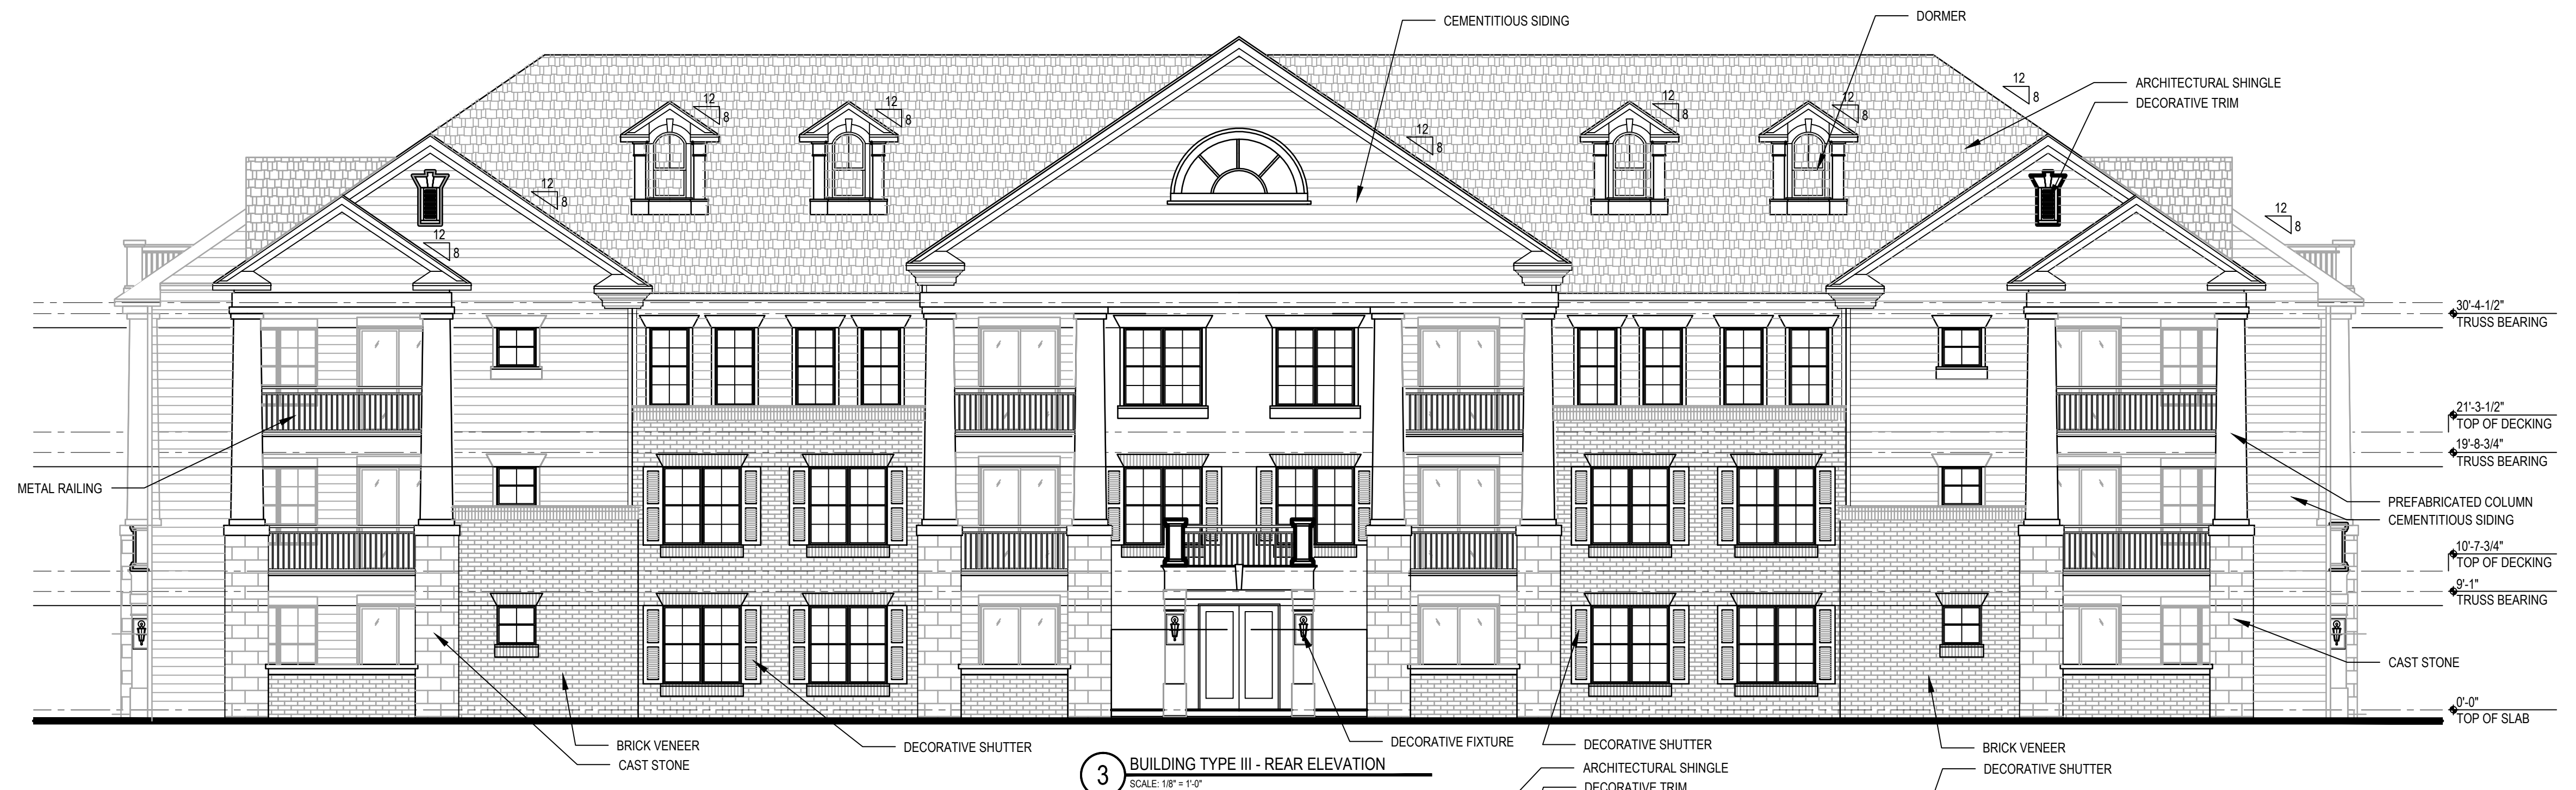 CEMENTITIOUS SIDING
DORMER
ARCHITECTURAL SHINGLE
DECORATIVE TRIM
12
8
12
8
12
8
12
8
12
8
12
8
12
8
12
8
12
8
30'-4-1/2"
TRUSS BEARING
21'-3-1/2"
TOP OF DECKING
19'-8-3/4"
TRUSS BEARING
METAL RAILING
PREFABRICATED COLUMN
CEMENTITIOUS SIDING
10'-7-3/4"
TOP OF DECKING
9'-1"
TRUSS BEARING
CAST STONE
0'-0"
TOP OF SLAB
BRICK VENEER
CAST STONE
DECORATIVE SHUTTER
DECORATIVE FIXTURE
DECORATIVE SHUTTER
BRICK VENEER
3
BUILDING TYPE III - REAR ELEVATION
SCALE: 1/8" = 1'-0"
ARCHITECTURAL SHINGLE
DECORATIVE SHUTTER
DECORATIVE TRIM